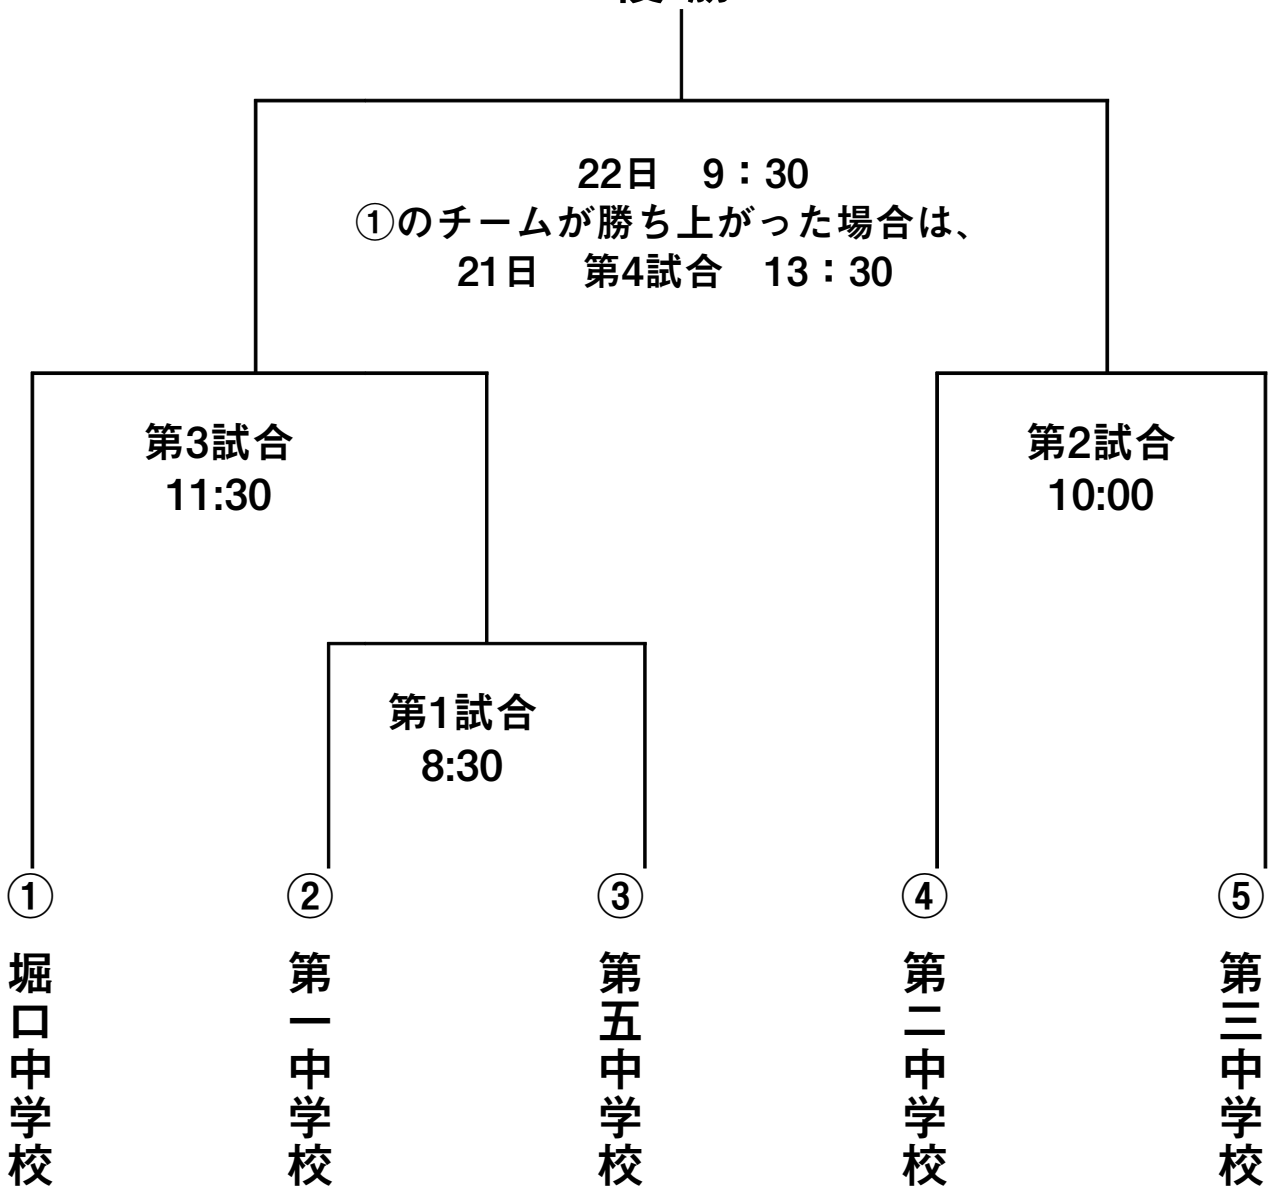 22日　9：30
①のチームが勝ち上がった場合は、
21日　第4試合　13：30
第3試合
11:30
第2試合
10:00
第1試合
8:30
①
堀口中学校
②
第一中学校
③
第五中学校
④
第二中学校
⑤
第三中学校